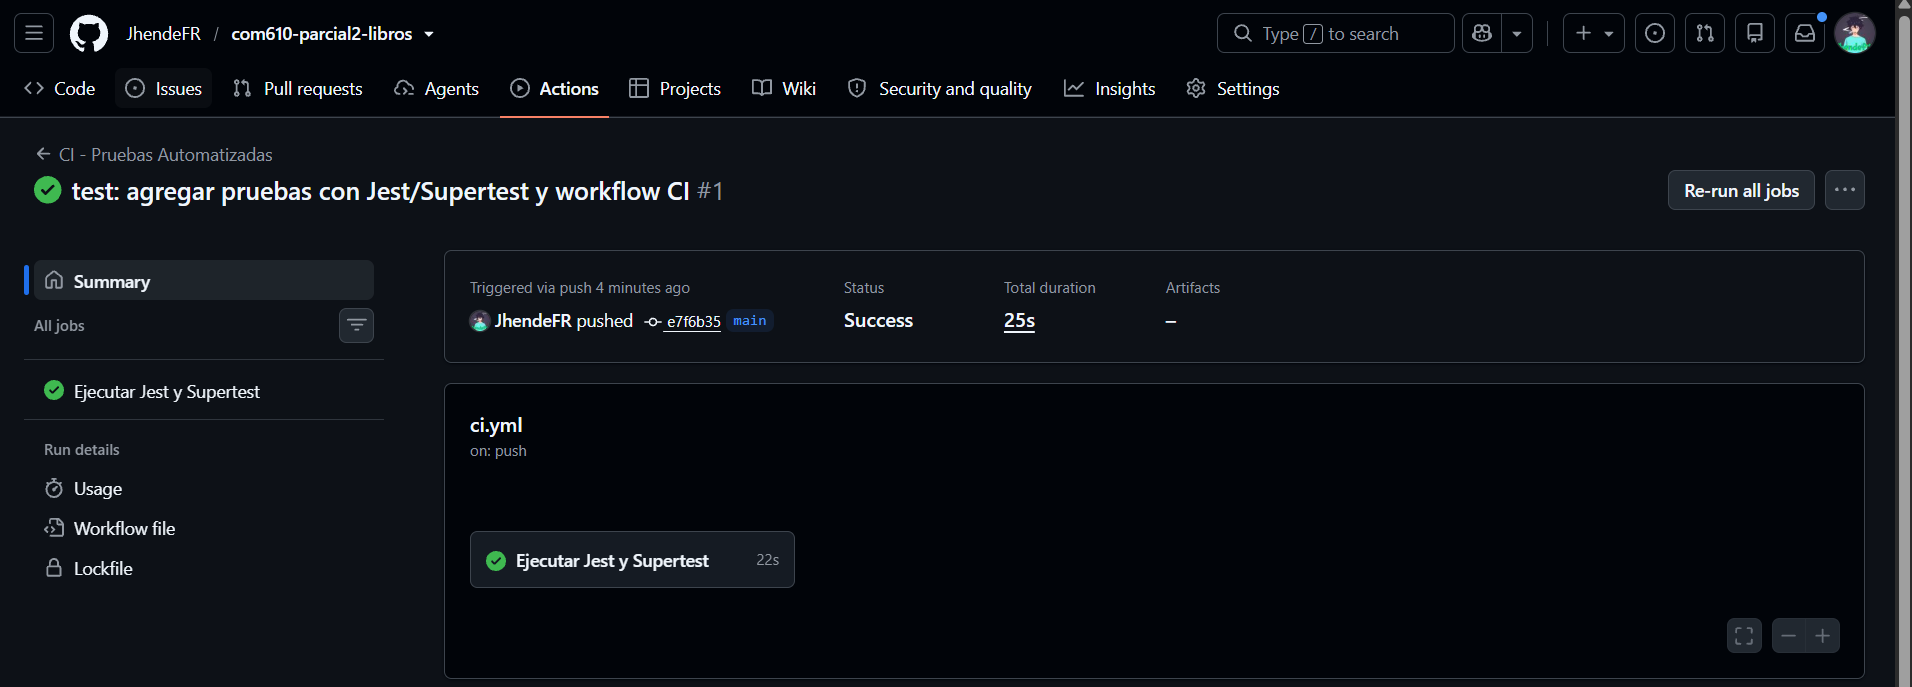 JhendeFR / com610-parcial2-libros
Type / to search
Code
Issues
Pull requests
Agents
Actions
Projects
Wiki
Security and quality
Insights
Settings
CI - Pruebas Automatizadas
test: agregar pruebas con Jest/Supertest y workflow CI #1
Re-run all jobs
Summary
All jobs
Ejecutar Jest y Supertest
Run details
Usage
Workflow file
Lockfile
Triggered via push 4 minutes ago
JhendeFR pushed e7f6b35 main
Status
Success
Total duration
25s
Artifacts
–
ci.yml
on: push
Ejecutar Jest y Supertest 22s